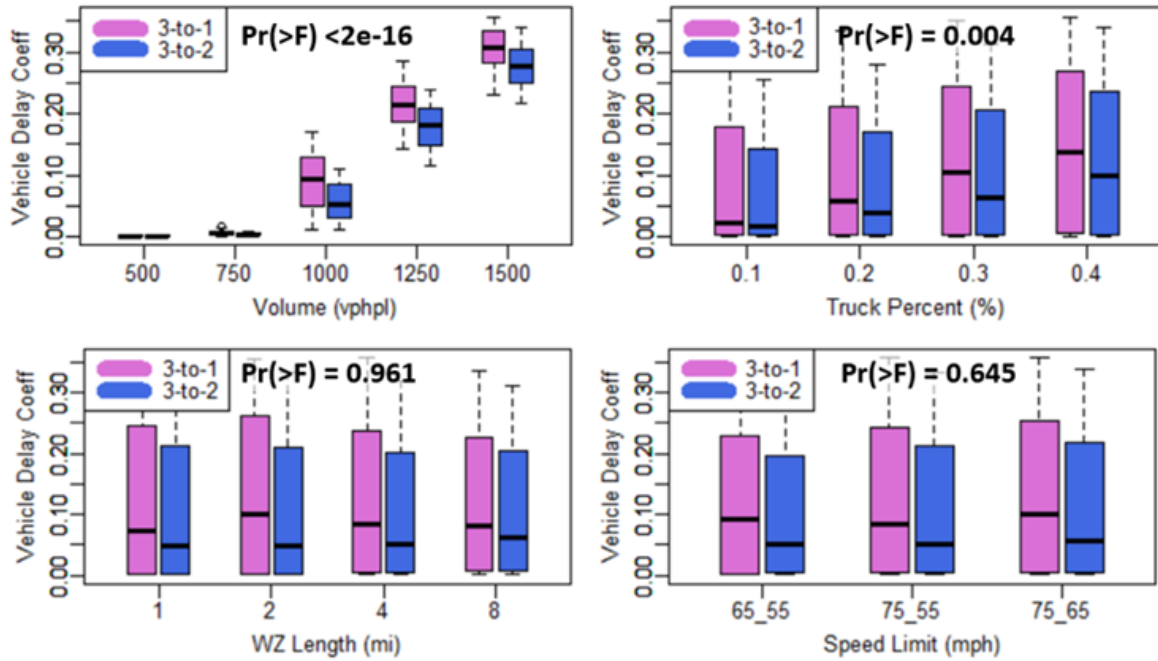 3-to-1
3-to-2
Pr(>F) <2e-16
Vehicle Delay Coeff
0.00 0.10 0.20 0.30
500 750 1000 1250 1500
Volume (vphpl)
3-to-1
3-to-2
Pr(>F) = 0.004
Vehicle Delay Coeff
0.00 0.10 0.20 0.30
0.1 0.2 0.3 0.4
Truck Percent (%)
3-to-1
3-to-2
Pr(>F) = 0.961
Vehicle Delay Coeff
0.00 0.10 0.20 0.30
1 2 4 8
WZ Length (mi)
3-to-1
3-to-2
Pr(>F) = 0.645
Vehicle Delay Coeff
0.00 0.10 0.20 0.30
65_55 75_55 75_65
Speed Limit (mph)